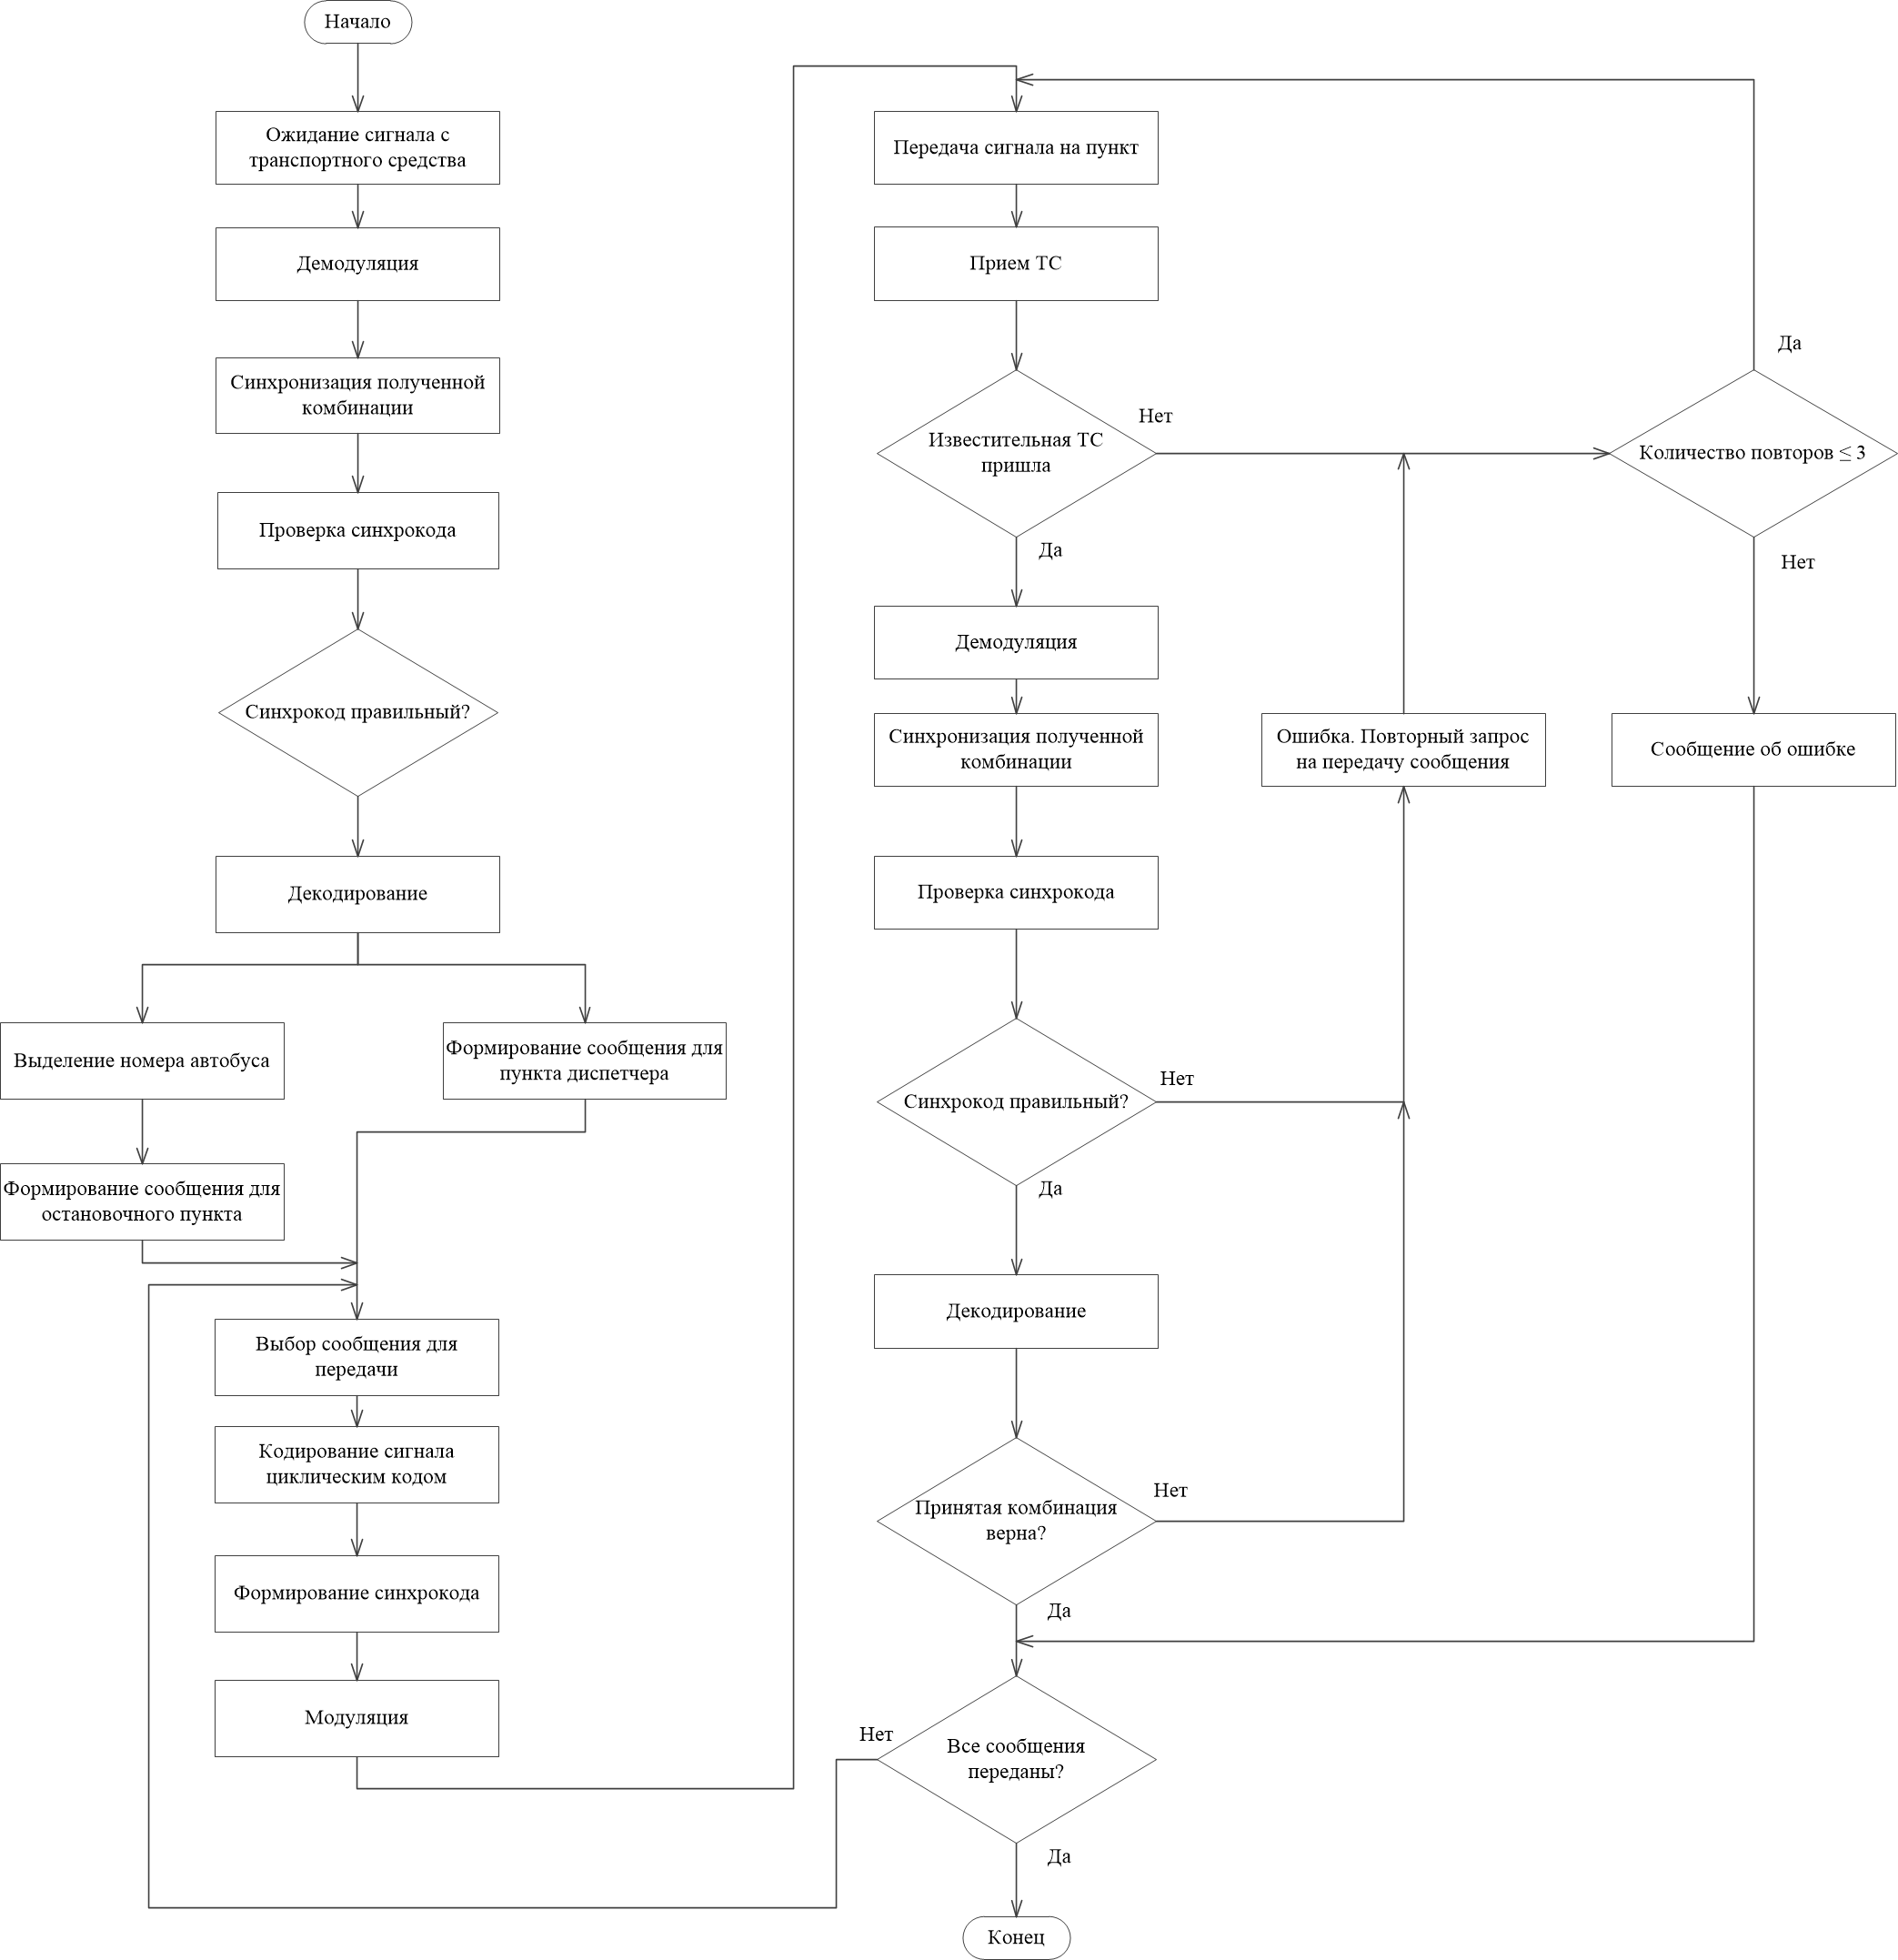 Начало
Ожидание сигнала с
транспортного средства
Демодуляция
Синхронизация полученной
комбинации
Проверка синхрокода
Синхрокод правильный?
Декодирование
Выделение номера автобуса
Формирование сообщения для
пункта диспетчера
Формирование сообщения для
остановочного пункта
Выбор сообщения для
передачи
Кодирование сигнала
циклическим кодом
Формирование синхрокода
Модуляция
Передача сигнала на пункт
Прием ТС
Известительная ТС
пришла
Нет
Да
Количество повторов ≤ 3
Да
Нет
Демодуляция
Синхронизация полученной
комбинации
Ошибка. Повторный запрос
на передачу сообщения
Сообщение об ошибке
Проверка синхрокода
Синхрокод правильный?
Нет
Да
Декодирование
Принятая комбинация
верна?
Нет
Да
Все сообщения
переданы?
Нет
Да
Конец